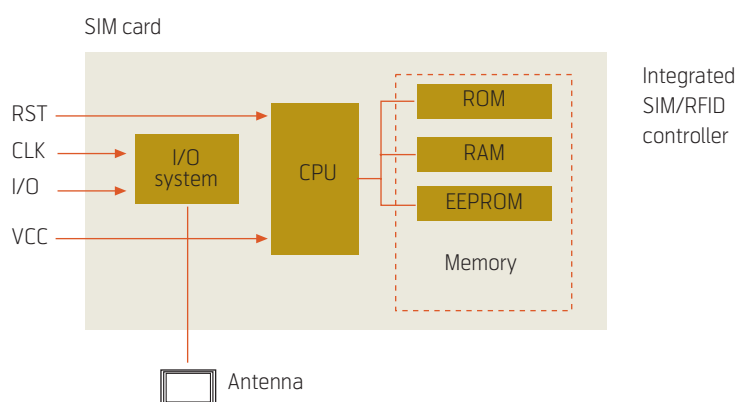 SIM card
Integrated
SIM/RFID
controller
RST
CLK
I/O
VCC
I/O
system
CPU
ROM
RAM
EEPROM
Memory
Antenna